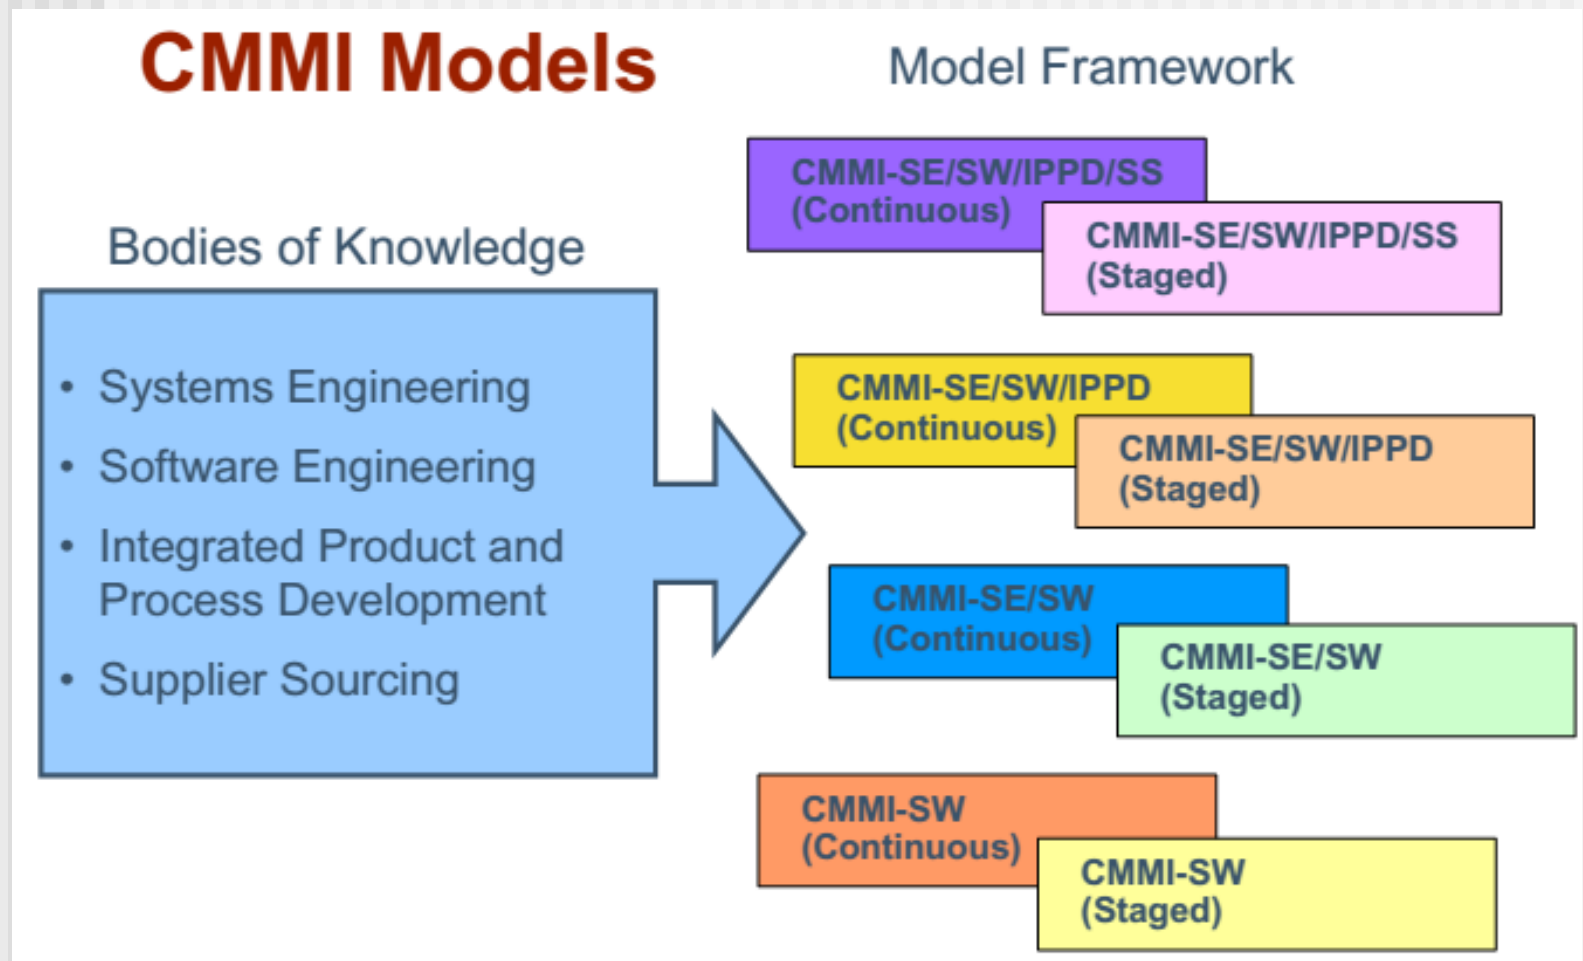 CMMI Models
Model Framework
Bodies of Knowledge
• Systems Engineering
• Software Engineering
• Integrated Product and
Process Development
• Supplier Sourcing
CMMI-SE/SW/IPPD/SS
(Continuous)
CMMI-SE/SW/IPPD/SS
(Staged)
CMMI-SE/SW/IPPD
(Continuous)
CMMI-SE/SW/IPPD
(Staged)
CMMI-SE/SW
(Continuous)
CMMI-SE/SW
(Staged)
CMMI-SW
(Continuous)
CMMI-SW
(Staged)